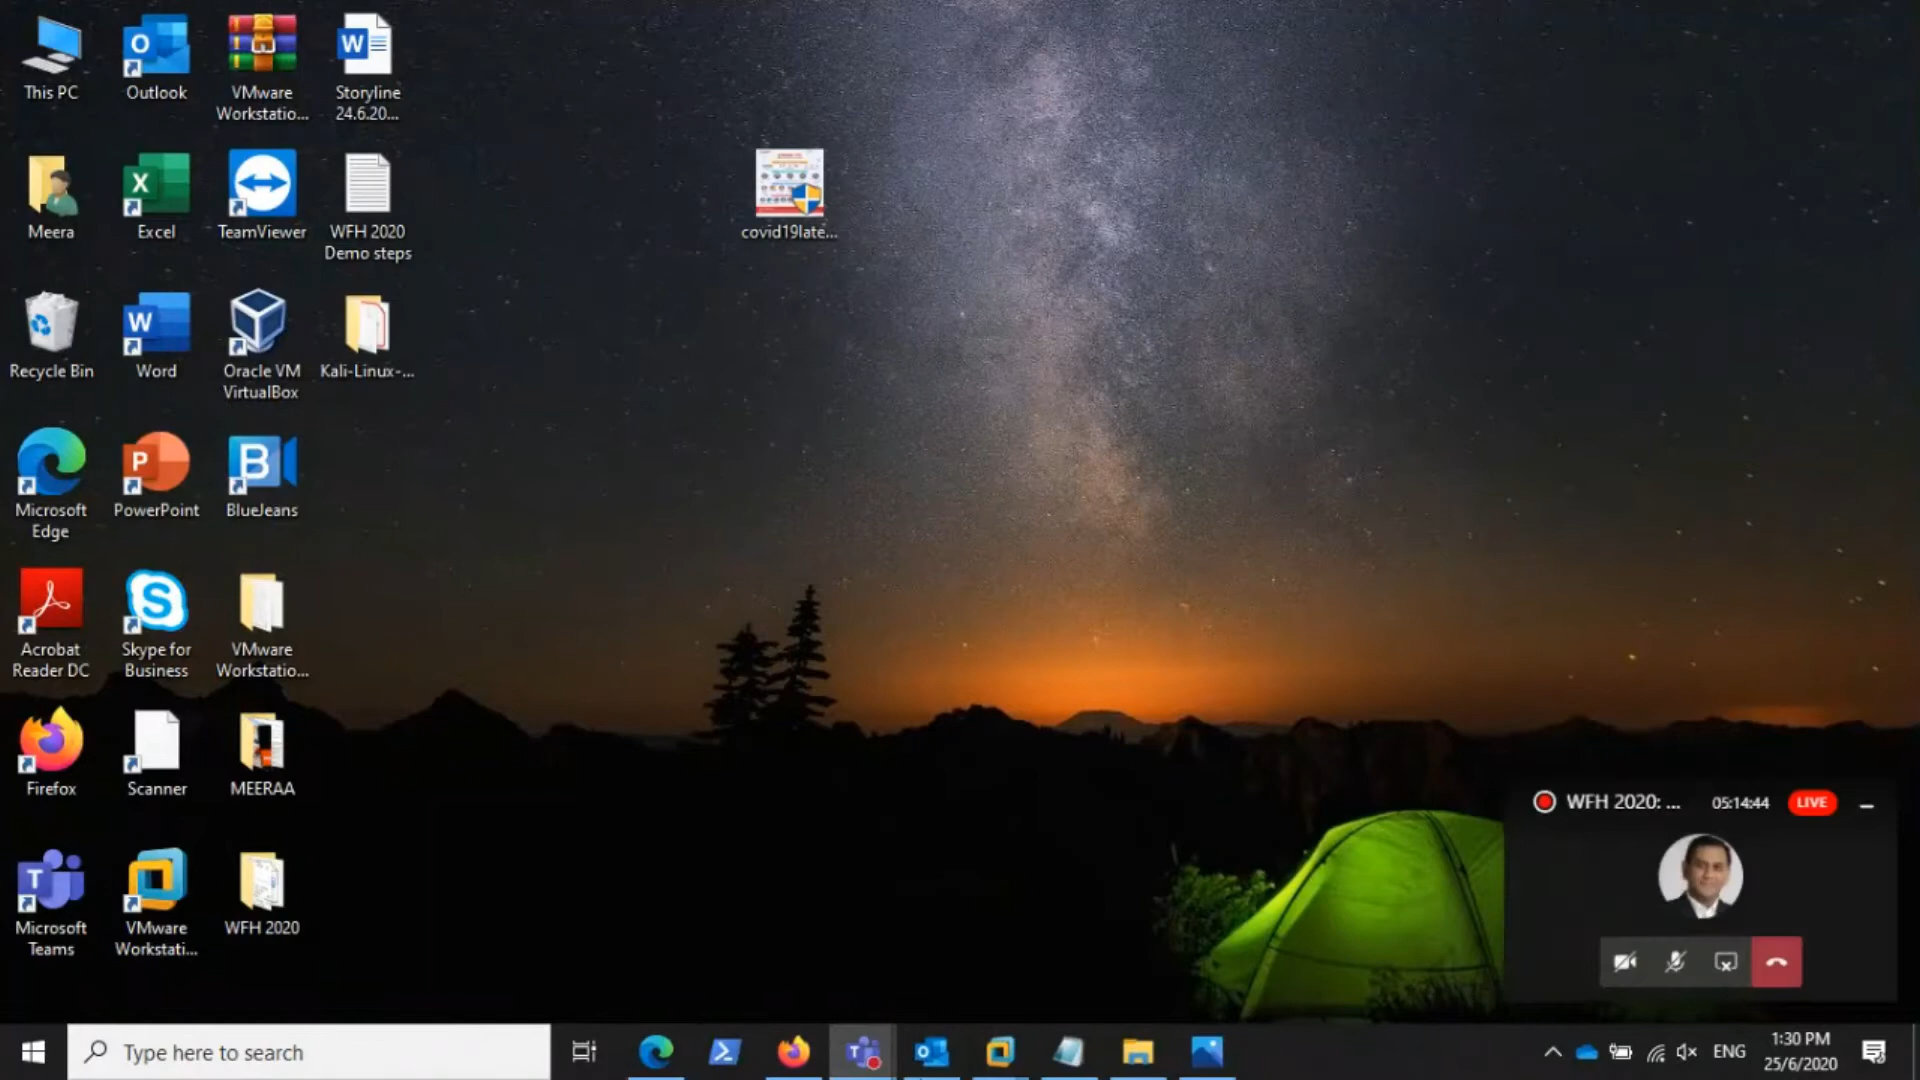 This PC
Outlook
VMware
Workstatio...
Storyline
24.6.20...
covid19late...
Meera
Excel
TeamViewer
WFH 2020
Demo steps
Recycle Bin
Word
Oracle VM
VirtualBox
Kali-Linux-...
Microsoft
Edge
PowerPoint
BlueJeans
Acrobat
Reader DC
Skype for
Business
VMware
Workstatio...
Firefox
Scanner
MEERAA
WFH 2020: ...
05:14:44
LIVE
Microsoft
Teams
VMware
Workstati...
WFH 2020
Type here to search
ENG
1:30 PM
25/6/2020